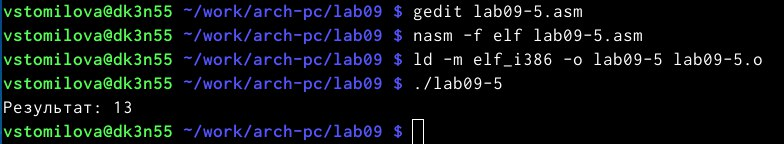 vstomilova@dk3n55 ~/work/arch-pc/lab09 $ gedit lab09-5.asm
vstomilova@dk3n55 ~/work/arch-pc/lab09 $ nasm -f elf lab09-5.asm
vstomilova@dk3n55 ~/work/arch-pc/lab09 $ ld -m elf_i386 -o lab09-5 lab09-5.o
vstomilova@dk3n55 ~/work/arch-pc/lab09 $ ./lab09-5
Результат: 13
vstomilova@dk3n55 ~/work/arch-pc/lab09 $